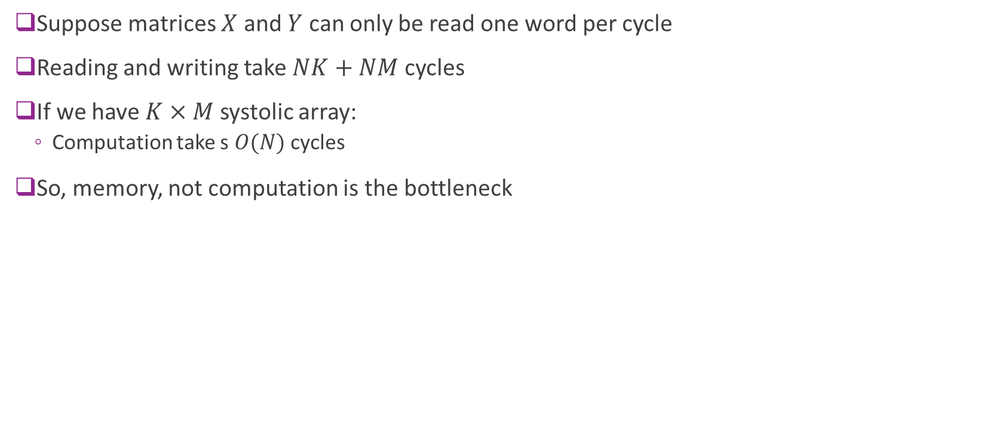 ❑Suppose matrices X and Y can only be read one word per cycle
❑Reading and writing take NK + NM cycles
❑If we have K × M systolic array:
◦ Computation take s O(N) cycles
❑So, memory, not computation is the bottleneck